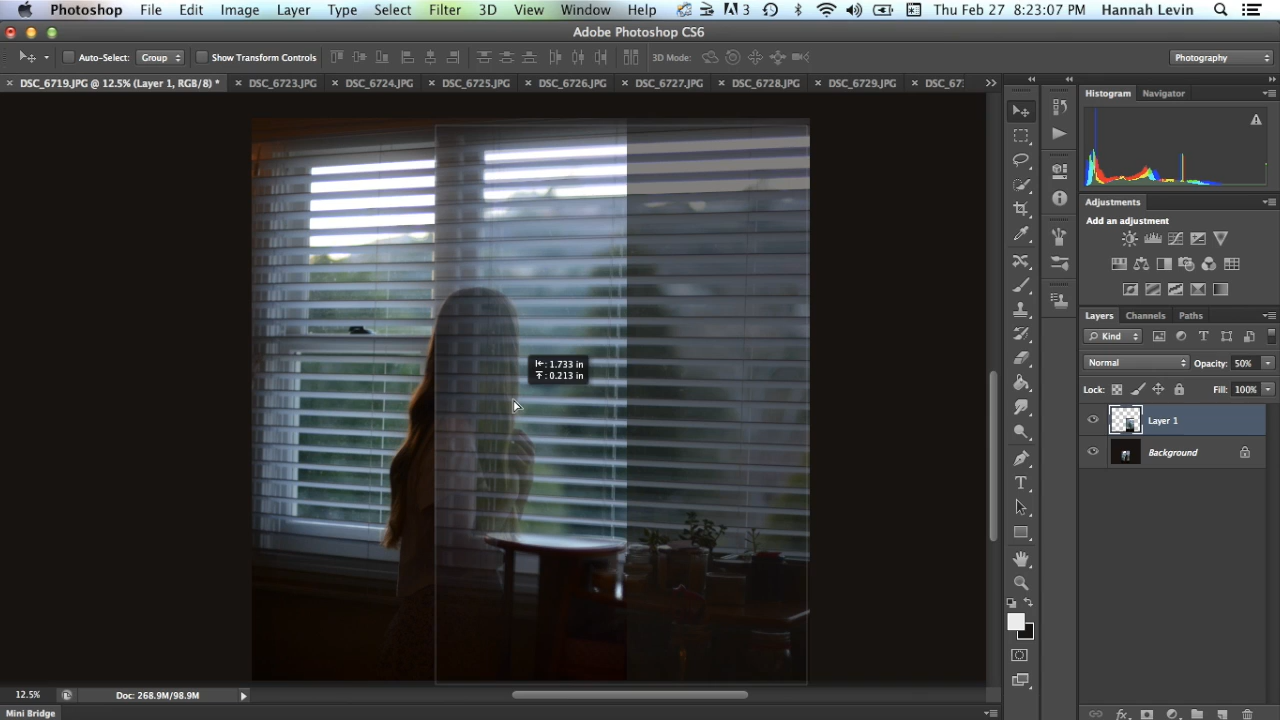 Photoshop File Edit Image Layer Type Select Filter 3D View Window Help 3 Thu Feb 27 8:23:07 PM Hannah Levin
Adobe Photoshop CS6
Auto-Select: Group Show Transform Controls 3D Mode: Photography
× DSC_6719.JPG @ 12.5% (Layer 1, RGB/8) * × DSC_6723.JPG × DSC_6724.JPG × DSC_6725.JPG × DSC_6726.JPG × DSC_6727.JPG × DSC_6728.JPG × DSC_6729.JPG × DSC_67
Histogram Navigator
Adjustments
Add an adjustment
Layers Channels Paths
Kind
Normal Opacity: 50%
Lock: Fill: 100%
Layer 1
Background
: 1.733 in
: 0.213 in
12.5% Doc: 268.9M/98.9M
Mini Bridge